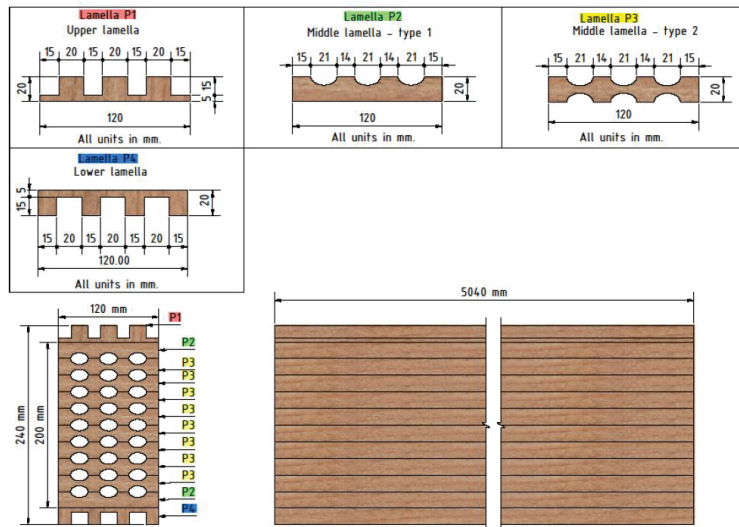 Lamella P1
Upper lamella
15 20 15 20 15 20 15
20
15
5
120
All units in mm.
Lamella P2
Middle lamella - type 1
15 21 14 21 14 21 15
20
120
All units in mm.
Lamella P3
Middle lamella - type 2
15 21 14 21 14 21 15
20
120
All units in mm.
Lamella P4
Lower lamella
5
15
20
15 20 15 20 15 20 15
120.00
All units in mm.
120 mm
P1
P2
P3
P3
P3
P3
P3
P3
P3
P3
P2
P4
240 mm
200 mm
5040 mm